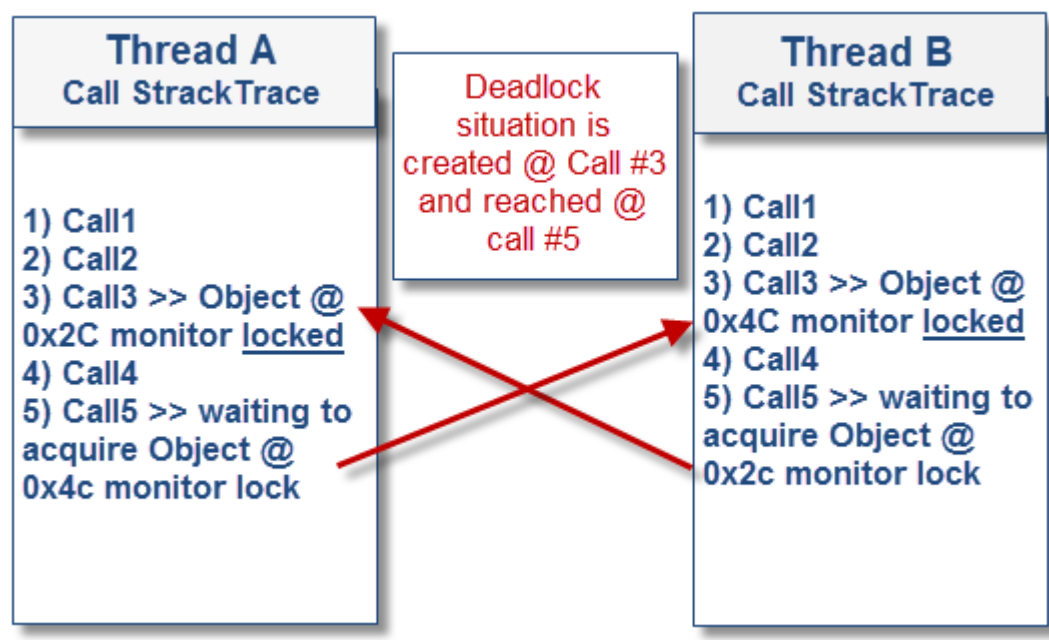 Thread A
Call StrackTrace
1) Call1
2) Call2
3) Call3 >> Object @
0x2C monitor locked
4) Call4
5) Call5 >> waiting to
acquire Object @
0x4c monitor lock
Deadlock
situation is
created @ Call #3
and reached @
call #5
Thread B
Call StrackTrace
1) Call1
2) Call2
3) Call3 >> Object @
0x4C monitor locked
4) Call4
5) Call5 >> waiting to
acquire Object @
0x2c monitor lock